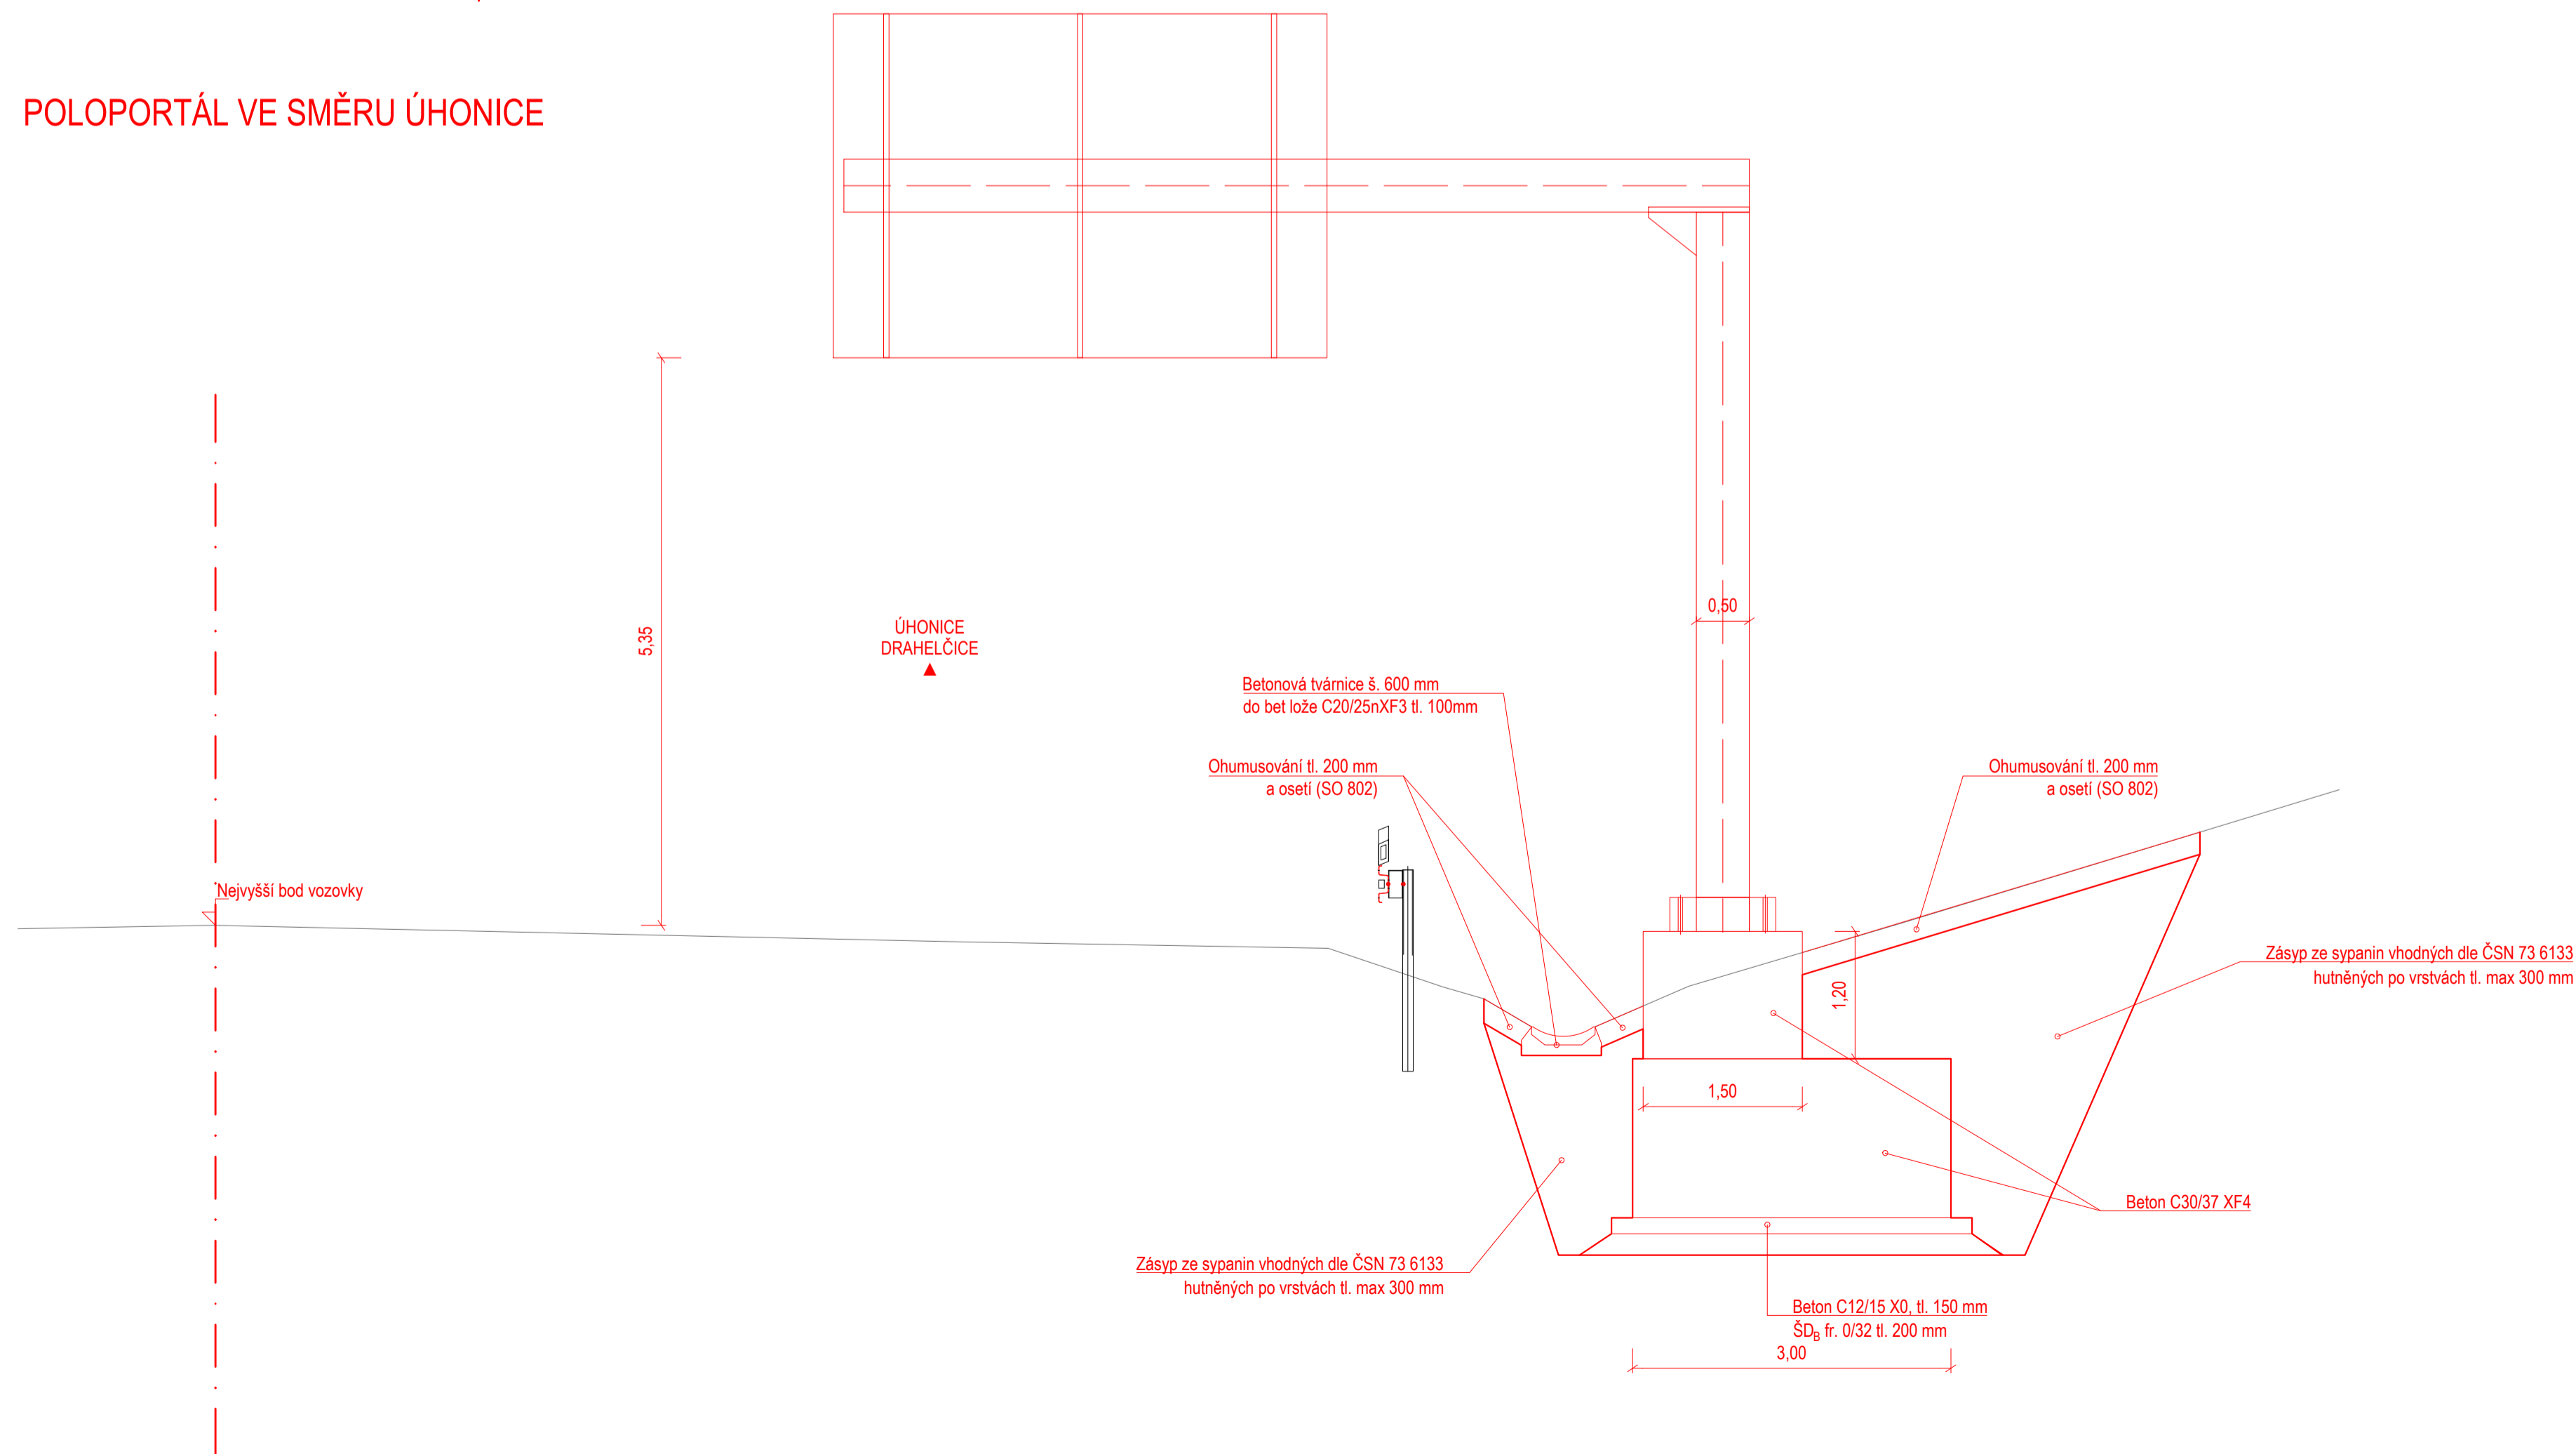 POLOPORTÁL VE SMĚRU ÚHONICE
5,35
ÚHONICE
DRAHELČICE
0,50
Betonová tvárnice š. 600 mm
do bet lože C20/25nXF3 tl. 100mm
Ohumusování tl. 200 mm
a osetí (SO 802)
Ohumusování tl. 200 mm
a osetí (SO 802)
Nejvyšší bod vozovky
Zásyp ze sypanin vhodných dle ČSN 73 6133
hutněných po vrstvách tl. max 300 mm
1,20
1,50
Beton C30/37 XF4
Zásyp ze sypanin vhodných dle ČSN 73 6133
hutněných po vrstvách tl. max 300 mm
Beton C12/15 X0, tl. 150 mm
ŠD_B fr. 0/32 tl. 200 mm
3,00